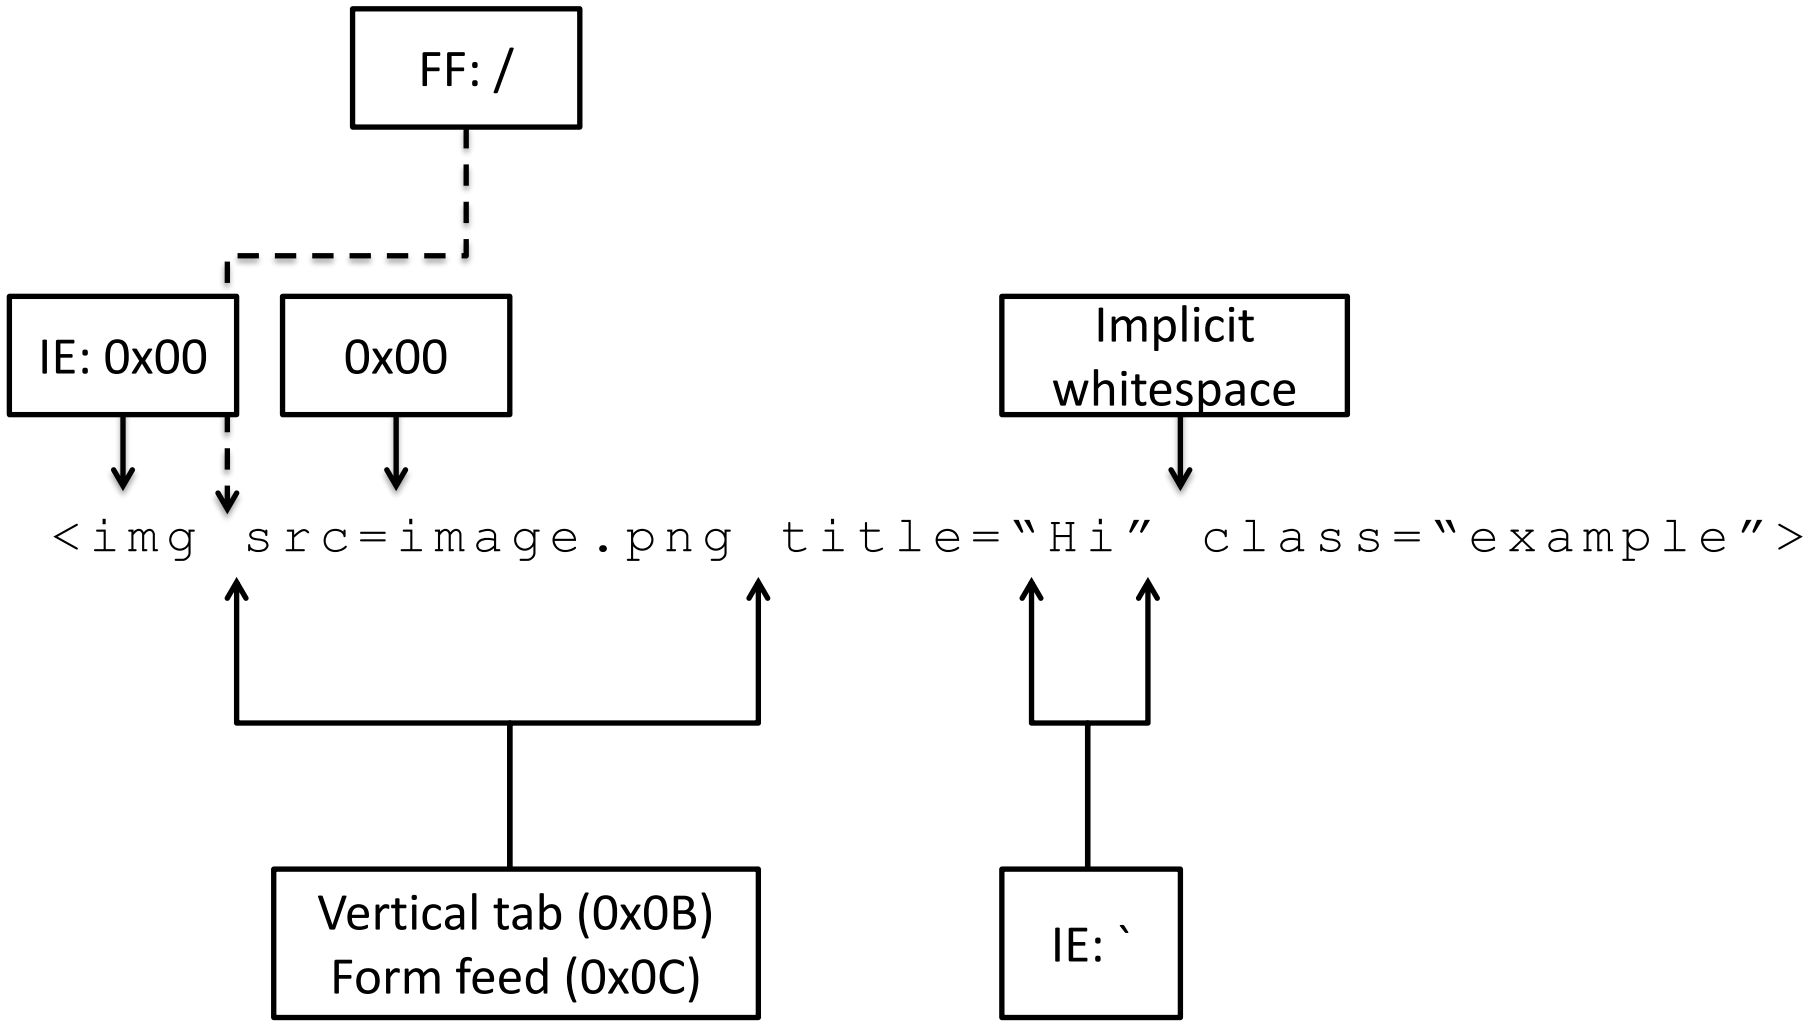 FF: /
IE: 0x00
0x00
Implicit
whitespace
<img src=image.png title=“Hi” class=“example”>
Vertical tab (0x0B)
Form feed (0x0C)
IE: `